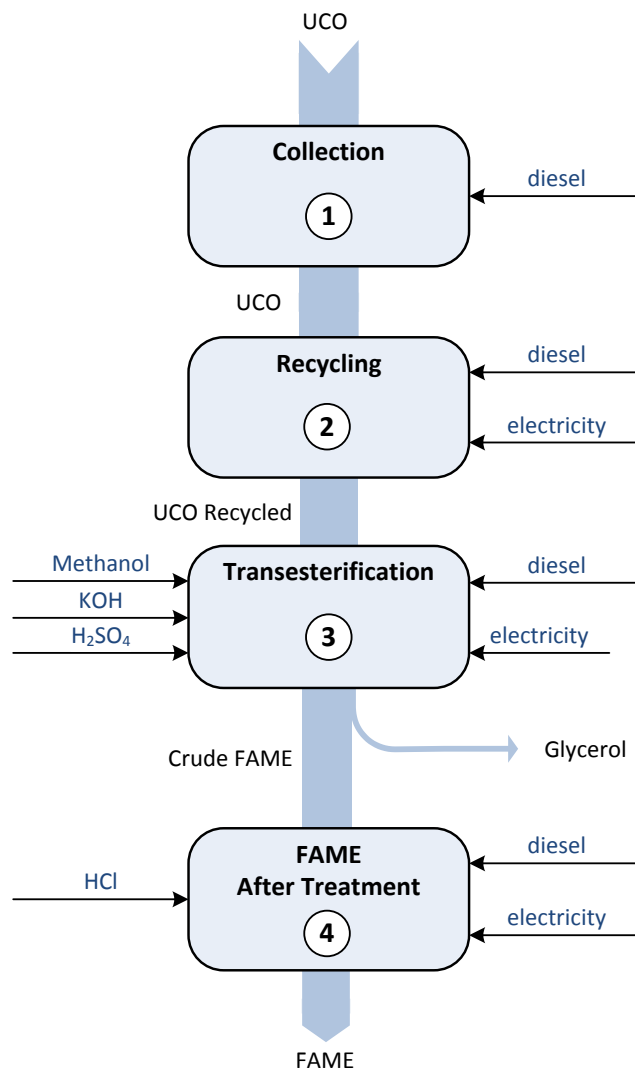 UCO
Collection
1
diesel
UCO
Recycling
2
diesel
electricity
UCO Recycled
Methanol
KOH
H₂SO₄
Transesterification
3
diesel
electricity
Crude FAME
Glycerol
HCl
FAME
After Treatment
4
diesel
electricity
FAME